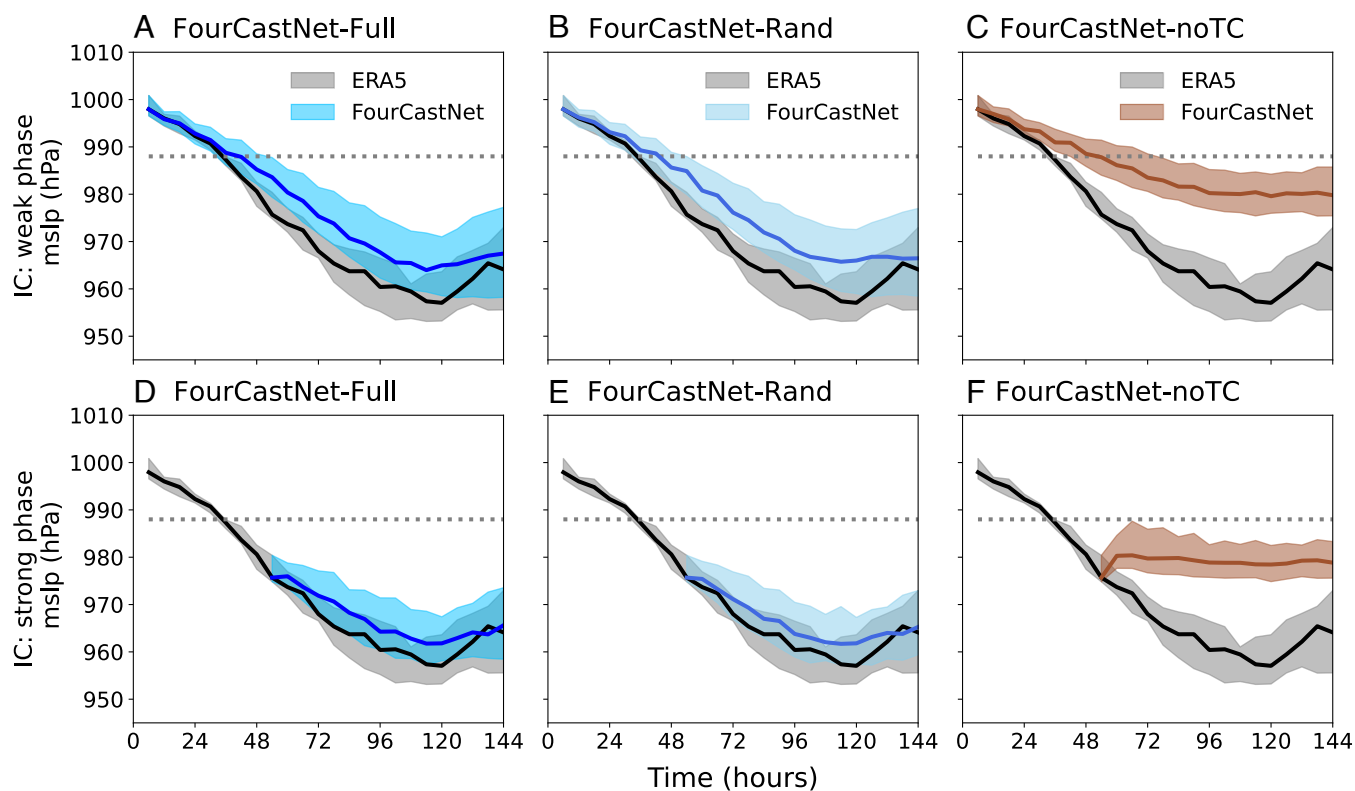 A FourCastNet-Full
B FourCastNet-Rand
C FourCastNet-noTC
IC: weak phase
mslp (hPa)
1010
1000
990
980
970
960
950
ERA5
FourCastNet
ERA5
FourCastNet
ERA5
FourCastNet
D FourCastNet-Full
E FourCastNet-Rand
F FourCastNet-noTC
IC: strong phase
mslp (hPa)
1010
1000
990
980
970
960
950
0 24 48 72 96 120 144
0 24 48 72 96 120 144
0 24 48 72 96 120 144
Time (hours)